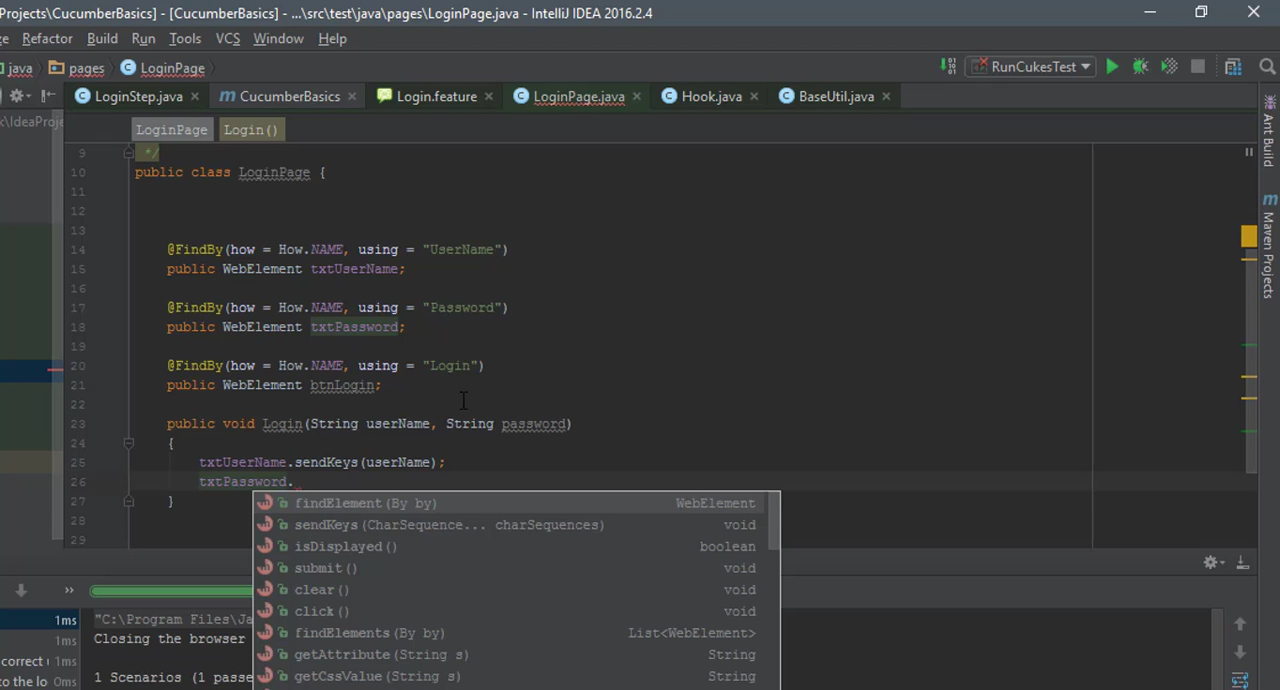 Projects\CucumberBasics] - [CucumberBasics] - ...\src\test\java\pages\LoginPage.java - IntelliJ IDEA 2016.2.4
Refactor Build Run Tools VCS Window Help
java pages LoginPage RunCukesTest
LoginStep.java CucumberBasics Login.feature LoginPage.java Hook.java BaseUtil.java
LoginPage Login()
9 */
10 public class LoginPage {
11
12
13
14 @FindBy(how = How.NAME, using = "UserName")
15 public WebElement txtUserName;
16
17 @FindBy(how = How.NAME, using = "Password")
18 public WebElement txtPassword;
19
20 @FindBy(how = How.NAME, using = "Login")
21 public WebElement btnLogin;
22
23 public void Login(String userName, String password)
24 {
25 txtUserName.sendKeys(userName);
26 txtPassword.
27 }
28
29
findElement(By by) WebElement
sendKeys(CharSequence... charSequences) void
isDisplayed() boolean
submit() void
clear() void
click() void
findElements(By by) List<WebElement>
getAttribute(String s) String
getCssValue(String s) String
1ms "C:\Program Files\Ja
1ms Closing the browser
correct 1ms
to the lo 0ms 1 Scenarios (1 passe
Ant Build
Maven Projects